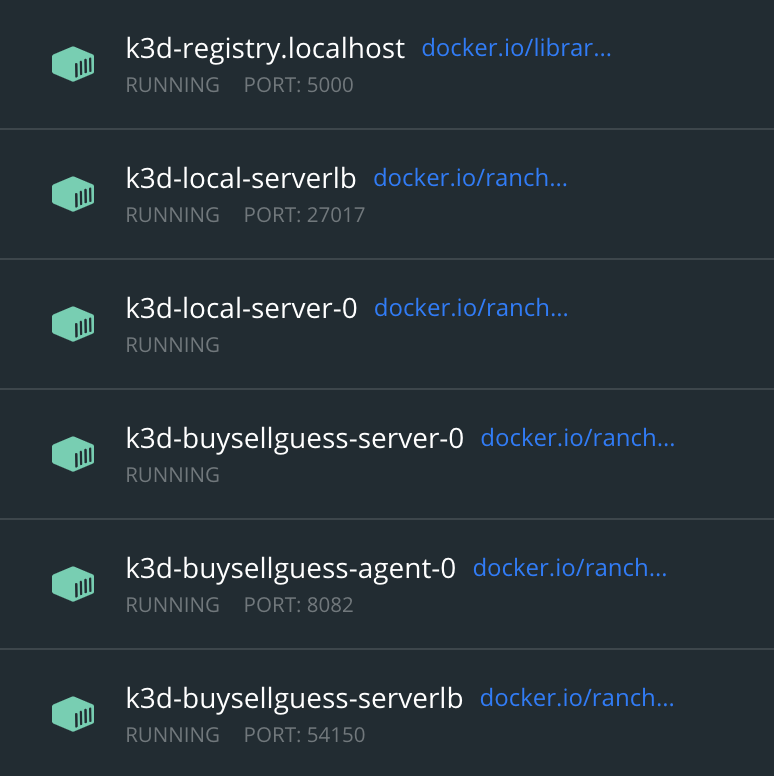 k3d-registry.localhost docker.io/librar...
RUNNING PORT: 5000
k3d-local-serverlb docker.io/ranch...
RUNNING PORT: 27017
k3d-local-server-0 docker.io/ranch...
RUNNING
k3d-buysellguess-server-0 docker.io/ranch...
RUNNING
k3d-buysellguess-agent-0 docker.io/ranch...
RUNNING PORT: 8082
k3d-buysellguess-serverlb docker.io/ranch...
RUNNING PORT: 54150